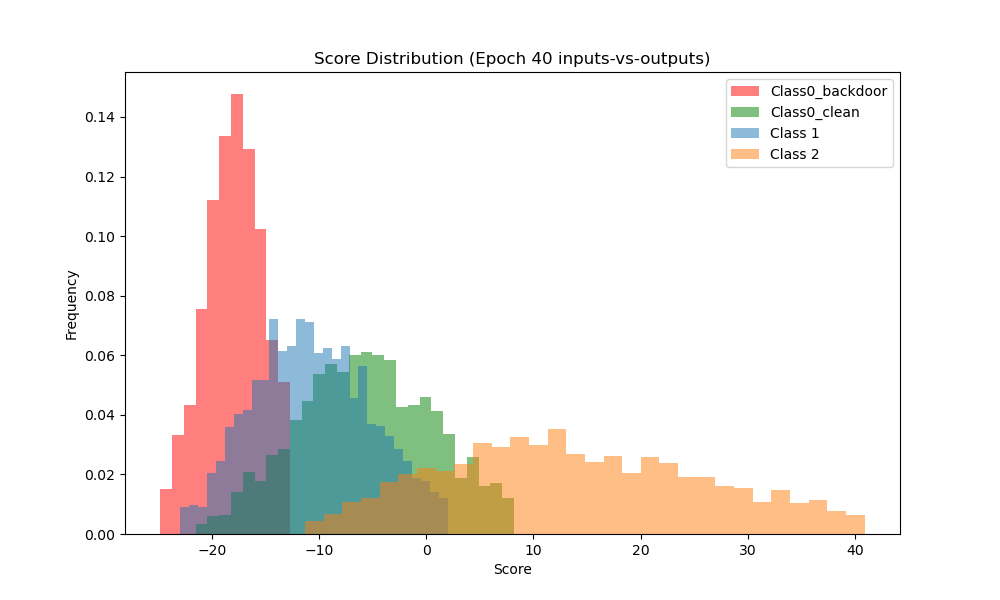 Score Distribution (Epoch 40 inputs-vs-outputs)
Class0_backdoor
Class0_clean
Class 1
Class 2
0.14
0.12
0.10
0.08
0.06
0.04
0.02
0.00
Frequency
−20
−10
0
10
20
30
40
Score